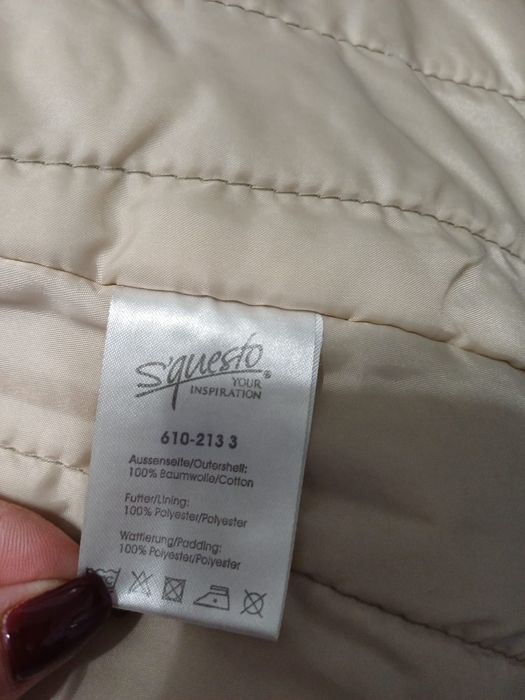 S'questo®
YOUR
INSPIRATION
610-213 3
Aussenseite/Outershell:
100% Baumwolle/Cotton
Futter/Lining:
100% Polyester/Polyester
Wattierung/Padding:
100% Polyester/Polyester